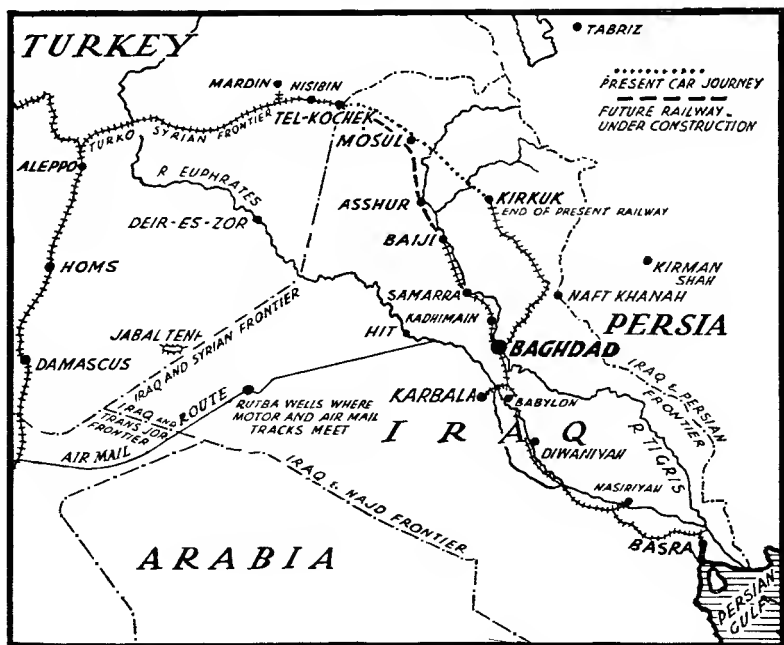 TURKEY
TABRIZ
PRESENT CAR JOURNEY
FUTURE RAILWAY
UNDER CONSTRUCTION
MARDIN
NISIBIN
TEL-KOCHEK
TURKO SYRIAN FRONTIER
MOSUL
ALEPPO
R EUPHRATES
ASSHUR
KIRKUK
END OF PRESENT RAILWAY
DEIR-ES-ZOR
BAIJI
HOMS
KIRMAN
SHAH
SAMARRA
NAFT KHANAH
KADHIMAIN
PERSIA
JABAL TENF
HIT
BAGHDAD
DAMASCUS
IRAQ AND SYRIAN FRONTIER
IRAQ & PERSIAN
FRONTIER
KARBALA
BABYLON
RUTBA WELLS WHERE
MOTOR AND AIR MAIL
TRACKS MEET
IRAQ AND
TRANS JOR
FRONTIER
AIR MAIL ROUTE
IRAQ
DIWANIYAH
R TIGRIS
IRAQ & NAJD FRONTIER
NASIRIYAH
ARABIA
BASRA
PERSIAN
GULF